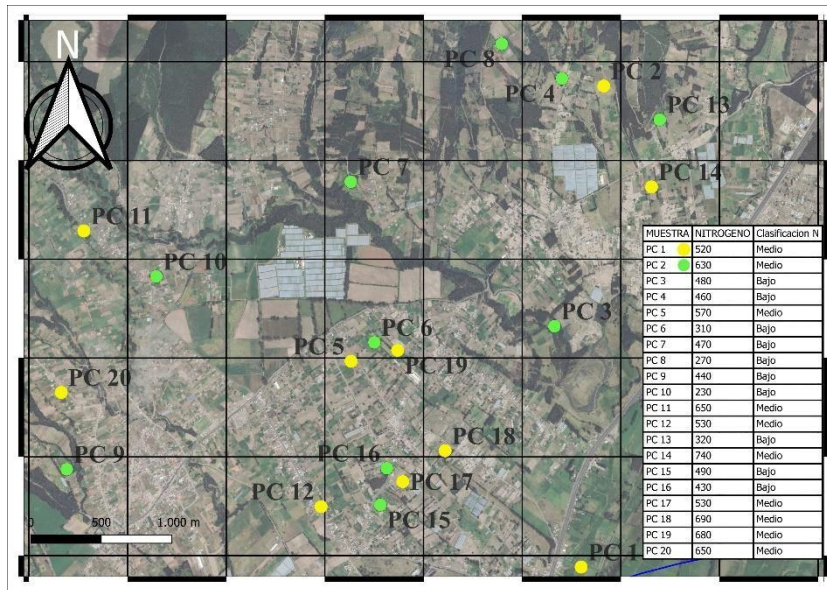 N
PC 8
PC 4
PC 2
PC 13
PC 7
PC 14
PC 11
PC 10
PC 3
PC 6
PC 5
PC 19
PC 20
PC 18
PC 9
PC 16
PC 17
PC 12
PC 15
0 500 1.000 m
PC 1
MUESTRA NITROGENO Clasificacion N
PC 1 520 Medio
PC 2 630 Medio
PC 3 480 Bajo
PC 4 460 Bajo
PC 5 570 Medio
PC 6 310 Bajo
PC 7 470 Bajo
PC 8 270 Bajo
PC 9 440 Bajo
PC 10 230 Bajo
PC 11 650 Medio
PC 12 530 Medio
PC 13 320 Bajo
PC 14 740 Medio
PC 15 490 Bajo
PC 16 430 Bajo
PC 17 530 Medio
PC 18 690 Medio
PC 19 680 Medio
PC 20 650 Medio